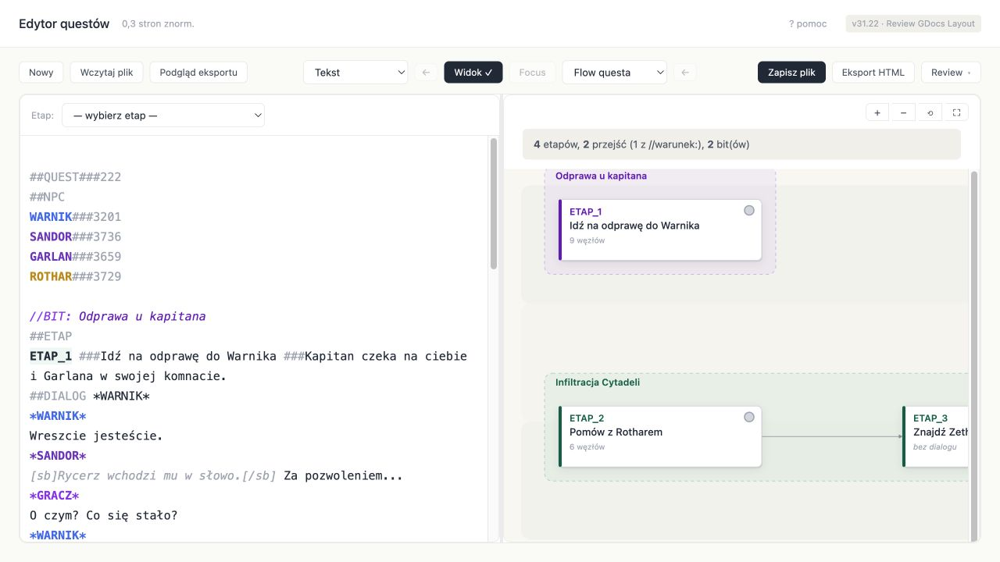 Edytor questów
0,3 stron znorm.
? pomoc
v31.22 · Review GDocs Layout
Nowy
Wczytaj plik
Podgląd eksportu
Tekst
←
Widok ✓
Focus
Flow questa
←
Zapisz plik
Eksport HTML
Review
Etap:
— wybierz etap —
##QUEST###222
##NPC
WARNIK###3201
SANDOR###3736
GARLAN###3659
ROTHAR###3729
//BIT: Odprawa u kapitana
##ETAP
ETAP_1 ###Idź na odprawę do Warnika ###Kapitan czeka na ciebie
i Garlana w swojej komnacie.
##DIALOG *WARNIK*
*WARNIK*
Wreszcie jesteście.
*SANDOR*
[sb]Rycerz wchodzi mu w słowo.[/sb] Za pozwoleniem...
*GRACZ*
O czym? Co się stało?
*WARNIK*
+
−
4 etapów, 2 przejść (1 z //warunek:), 2 bit(ów)
Odprawa u kapitana
ETAP_1
Idź na odprawę do Warnika
9 węzłów
Infiltracja Cytadeli
ETAP_2
Pomów z Rotharem
6 węzłów
ETAP_3
Znajdź Zeth
bez dialogu